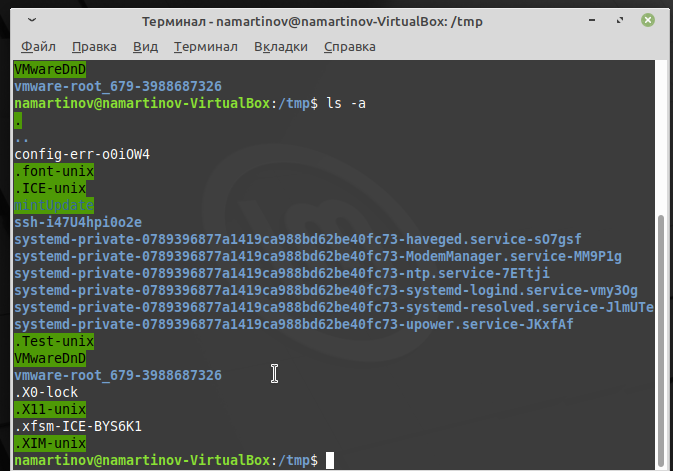 Терминал - namartinov@namartinov-VirtualBox: /tmp
Файл Правка Вид Терминал Вкладки Справка
VMwareDnD
vmware-root_679-3988687326
namartinov@namartinov-VirtualBox:/tmp$ ls -a
.
..
config-err-o0iOW4
.font-unix
.ICE-unix
mintUpdate
ssh-i47U4hpi0o2e
systemd-private-0789396877a1419ca988bd62be40fc73-haveged.service-sO7gsf
systemd-private-0789396877a1419ca988bd62be40fc73-ModemManager.service-MM9P1g
systemd-private-0789396877a1419ca988bd62be40fc73-ntp.service-7ETtji
systemd-private-0789396877a1419ca988bd62be40fc73-systemd-logind.service-vmy3Og
systemd-private-0789396877a1419ca988bd62be40fc73-systemd-resolved.service-JlmUTe
systemd-private-0789396877a1419ca988bd62be40fc73-upower.service-JKxfAf
.Test-unix
VMwareDnD
vmware-root_679-3988687326
.X0-lock
.X11-unix
.xfsm-ICE-BYS6K1
.XIM-unix
namartinov@namartinov-VirtualBox:/tmp$